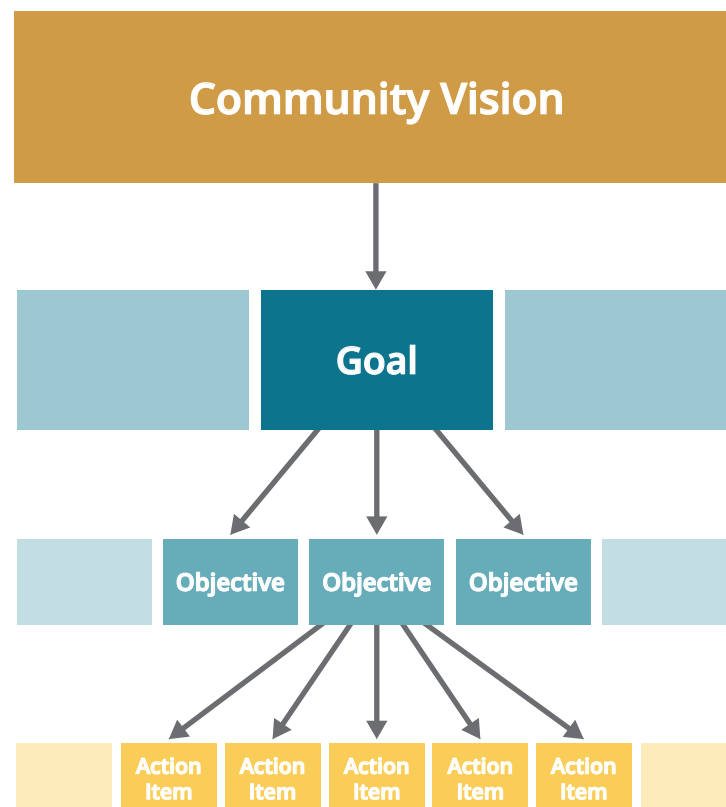 Community Vision
Goal
Objective
Objective
Objective
Action
Item
Action
Item
Action
Item
Action
Item
Action
Item